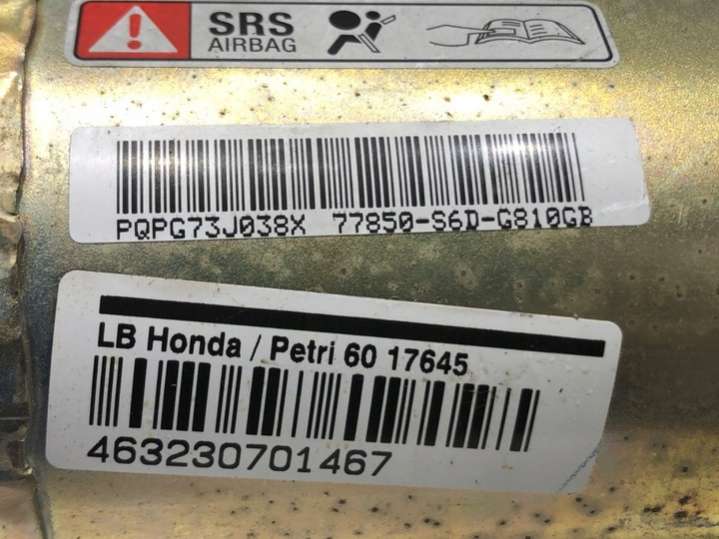 SRS
AIRBAG
PQPG73J038X 77850-S6D-G810GB
LB Honda / Petri 60 17645
463230701467